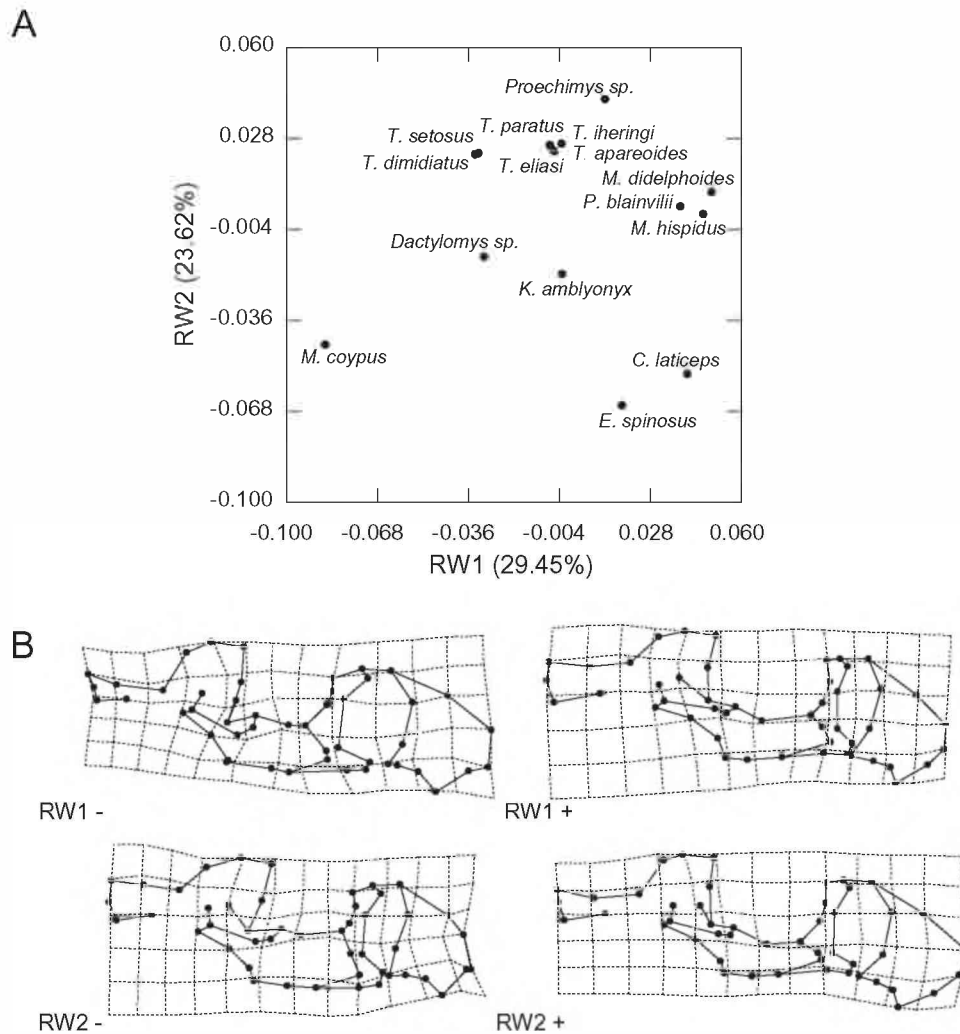 A
0.060
Proechimys sp.
0.028
T. paratus
T. iheringi
T. setosus
T. dimidiatus
T. eliasi
T. apareoides
M. didelphoides
P. blainvilii
-0.004
M. hispidus
Dactylomys sp.
K. amblyonyx
RW2 (23.62%)
-0.036
M. coypus
C. laticeps
-0.068
E. spinosus
-0.100
-0.100 -0.068 -0.036 -0.004 0.028 0.060
RW1 (29.45%)
B
RW1 - RW1 +
RW2 - RW2 +